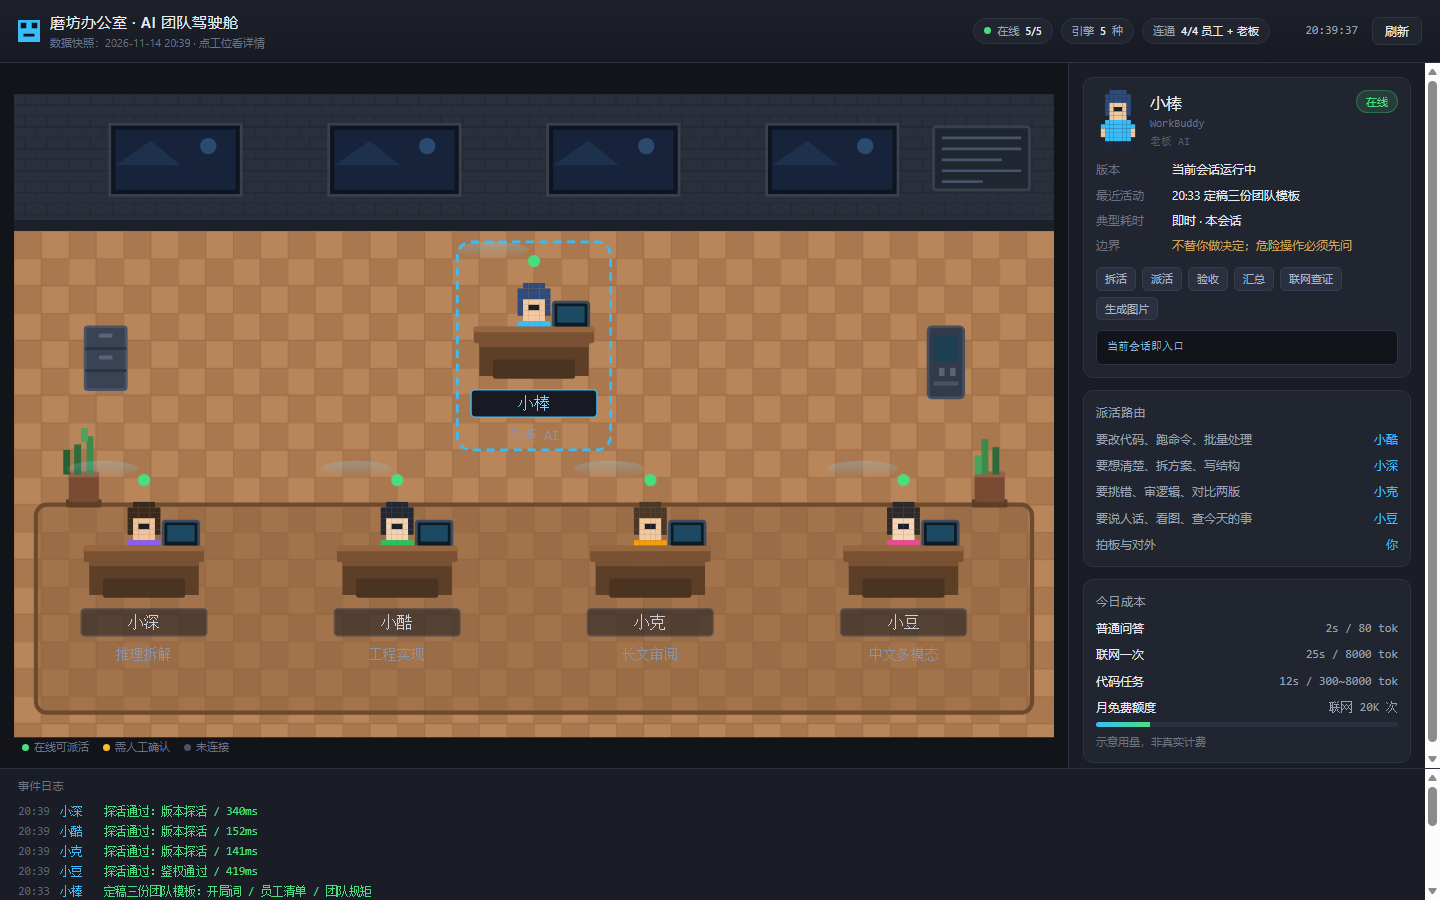 磨坊办公室 · AI 团队驾驶舱
数据快照：2026-11-14 20:39 · 点工位看详情
在线 5/5
引擎 5 种
连通 4/4 员工 + 老板
20:39:37
刷新
小棒
老板 AI
小深
推理拆解
小酷
工程实现
小克
长文审阅
小豆
中文多模态
在线可派活
需人工确认
未连接
小棒
在线
WorkBuddy
老板 AI
版本 当前会话运行中
最近活动 20:33 定稿三份团队模板
典型耗时 即时 · 本会话
边界 不替你做决定；危险操作必须先问
拆活 派活 验收 汇总 联网查证
生成图片
当前会话即入口
派活路由
要改代码、跑命令、批量处理 小酷
要想清楚、拆方案、写结构 小深
要挑错、审逻辑、对比两版 小克
要说人话、看图、查今天的事 小豆
拍板与对外 你
今日成本
普通问答 2s / 80 tok
联网一次 25s / 8000 tok
代码任务 12s / 300~8000 tok
月免费额度 联网 20K 次
示意用量，非真实计费
事件日志
20:39 小深 探活通过：版本探活 / 340ms
20:39 小酷 探活通过：版本探活 / 152ms
20:39 小克 探活通过：版本探活 / 141ms
20:39 小豆 探活通过：鉴权通过 / 419ms
20:33 小棒 定稿三份团队模板：开局词 / 员工清单 / 团队规矩